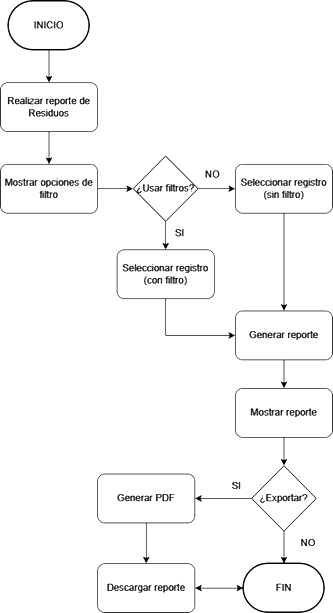 INICIO
Realizar reporte de
Residuos
Mostrar opciones de
filtro
¿Usar filtros?
NO
Seleccionar registro
(sin filtro)
SI
Seleccionar registro
(con filtro)
Generar reporte
Mostrar reporte
¿Exportar?
SI
Generar PDF
NO
Descargar reporte
FIN